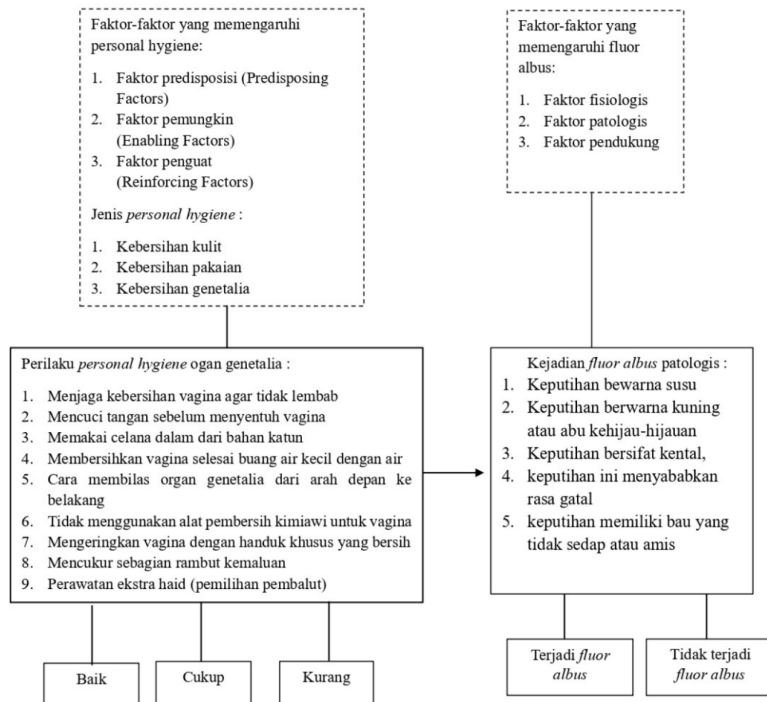 Faktor-faktor yang memengaruhi
personal hygiene:
1. Faktor predisposisi (Predisposing
Factors)
2. Faktor pemungkin
(Enabling Factors)
3. Faktor penguat
(Reinforcing Factors)
Jenis personal hygiene :
1. Kebersihan kulit
2. Kebersihan pakaian
3. Kebersihan genetalia
Faktor-faktor yang
memengaruhi fluor
albus:
1. Faktor fisiologis
2. Faktor patologis
3. Faktor pendukung
Perilaku personal hygiene ogan genetalia :
1. Menjaga kebersihan vagina agar tidak lembab
2. Mencuci tangan sebelum menyentuh vagina
3. Memakai celana dalam dari bahan katun
4. Membersihkan vagina selesai buang air kecil dengan air
5. Cara membilas organ genetalia dari arah depan ke
belakang
6. Tidak menggunakan alat pembersih kimiawi untuk vagina
7. Mengeringkan vagina dengan handuk khusus yang bersih
8. Mencukur sebagian rambut kemaluan
9. Perawatan ekstra haid (pemilihan pembalut)
Kejadian fluor albus patologis :
1. Keputihan bewarna susu
2. Keputihan berwarna kuning
atau abu kehijau-hijauan
3. Keputihan bersifat kental,
4. keputihan ini menyababkan
rasa gatal
5. keputihan memiliki bau yang
tidak sedap atau amis
Baik
Cukup
Kurang
Terjadi fluor
albus
Tidak terjadi
fluor albus